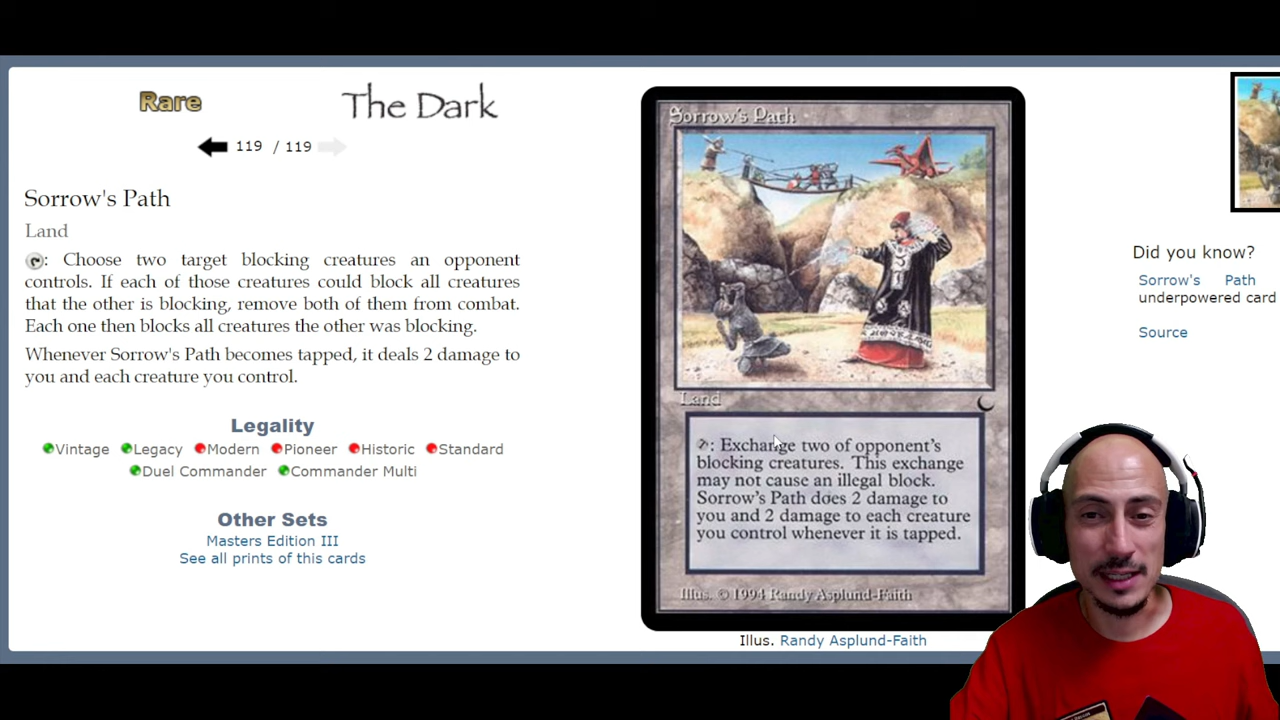 Rare
The Dark
119 / 119
Sorrow's Path
Land
: Choose two target blocking creatures an opponent
controls. If each of those creatures could block all creatures
that the other is blocking, remove both of them from combat.
Each one then blocks all creatures the other was blocking.
Whenever Sorrow's Path becomes tapped, it deals 2 damage to
you and each creature you control.
Legality
Vintage Legacy Modern Pioneer Historic Standard
Duel Commander Commander Multi
Other Sets
Masters Edition III
See all prints of this cards
Sorrow's Path
Land
: Exchange two of opponent's
blocking creatures. This exchange
may not cause an illegal block.
Sorrow's Path does 2 damage to
you and 2 damage to each creature
you control whenever it is tapped.
Illus. © 1994 Randy Asplund-Faith
Illus. Randy Asplund-Faith
Did you know?
Sorrow's Path
underpowered card
Source